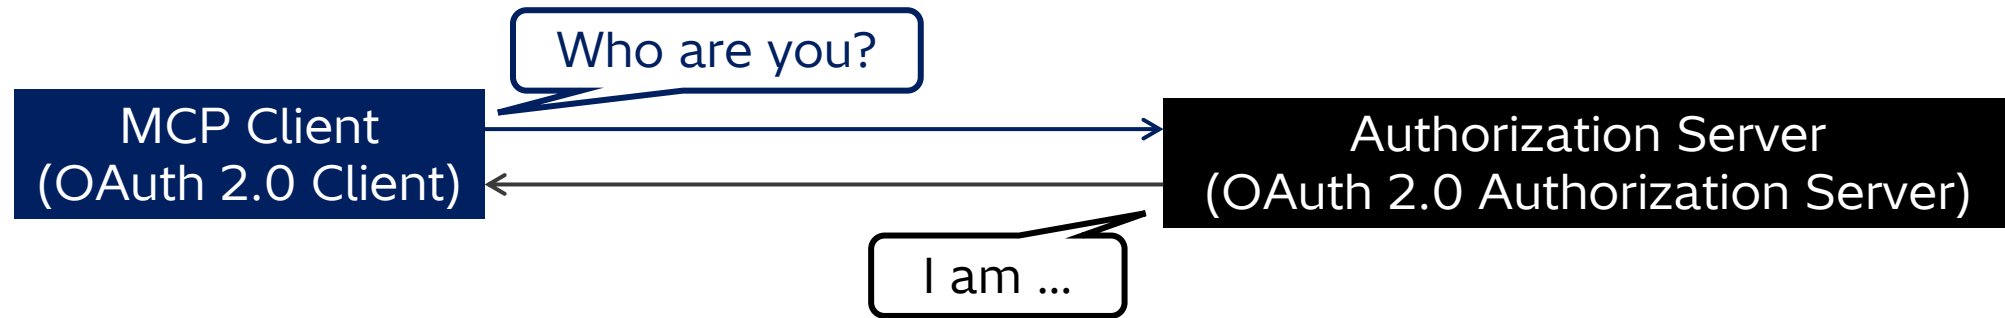 Who are you?
MCP Client
(OAuth 2.0 Client)
Authorization Server
(OAuth 2.0 Authorization Server)
I am ...